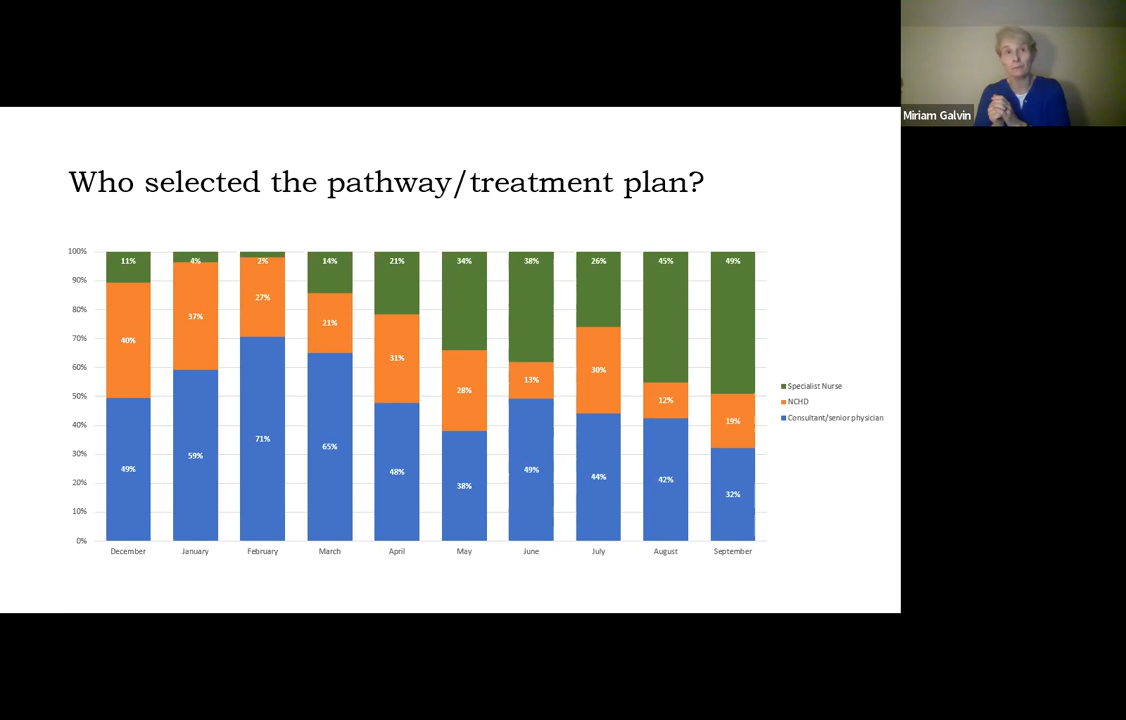 Miriam Galvin
Who selected the pathway/treatment plan?
100%
90%
80%
70%
60%
50%
40%
30%
20%
10%
0%
11% 4% 2% 14% 21% 34% 38% 26% 45% 49%
40% 37% 27% 21% 31% 28% 13% 30% 12% 19%
49% 59% 71% 65% 48% 38% 49% 44% 42% 32%
December January February March April May June July August September
Specialist Nurse
NCHD
Consultant/senior physician